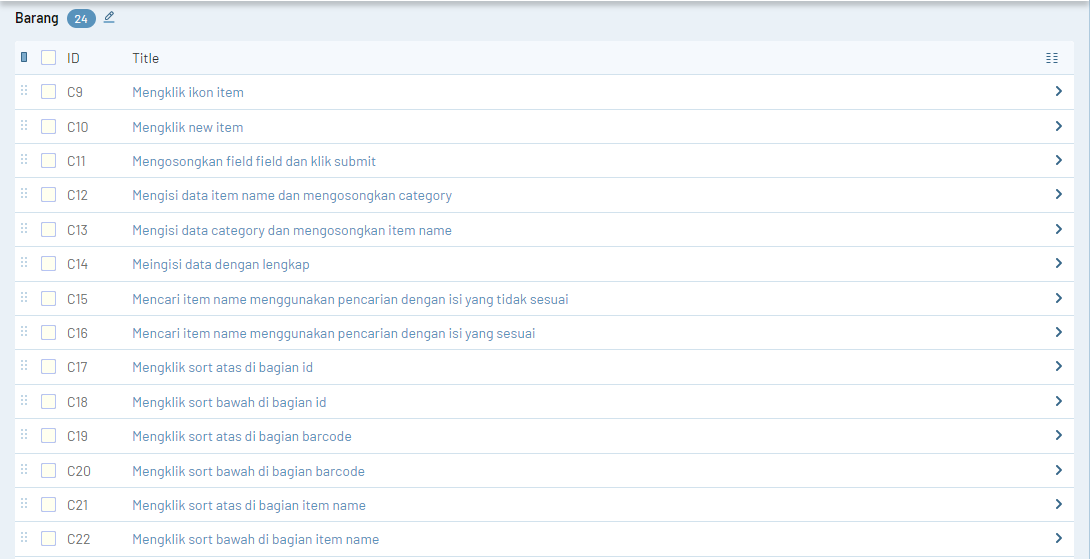 Barang 24
ID Title
C9 Mengklik ikon item
C10 Mengklik new item
C11 Mengosongkan field field dan klik submit
C12 Mengisi data item name dan mengosongkan category
C13 Mengisi data category dan mengosongkan item name
C14 Meingisi data dengan lengkap
C15 Mencari item name menggunakan pencarian dengan isi yang tidak sesuai
C16 Mencari item name menggunakan pencarian dengan isi yang sesuai
C17 Mengklik sort atas di bagian id
C18 Mengklik sort bawah di bagian id
C19 Mengklik sort atas di bagian barcode
C20 Mengklik sort bawah di bagian barcode
C21 Mengklik sort atas di bagian item name
C22 Mengklik sort bawah di bagian item name